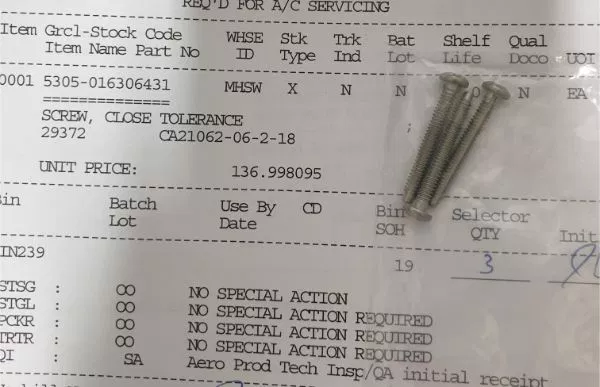 REQ'D FOR A/C SERVICING
Item Grcl-Stock Code WHSE Stk Trk Bat Shelf Qual
Item Name Part No ID Type Ind Lot Life Doco UOI
0001 5305-016306431 MHSW X N N 0 N EA
==============
SCREW, CLOSE TOLERANCE
29372 CA21062-06-2-18 ;
UNIT PRICE: 136.998095
Bin Batch Use By CD Bin Selector
Lot Date SOH QTY Init
IN239 19 3
STSG : 00 NO SPECIAL ACTION
STGL : 00 NO SPECIAL ACTION REQUIRED
PCKR : 00 NO SPECIAL ACTION REQUIRED
TRTR : 00 NO SPECIAL ACTION REQUIRED
QI : SA Aero Prod Tech Insp/QA initial receipt